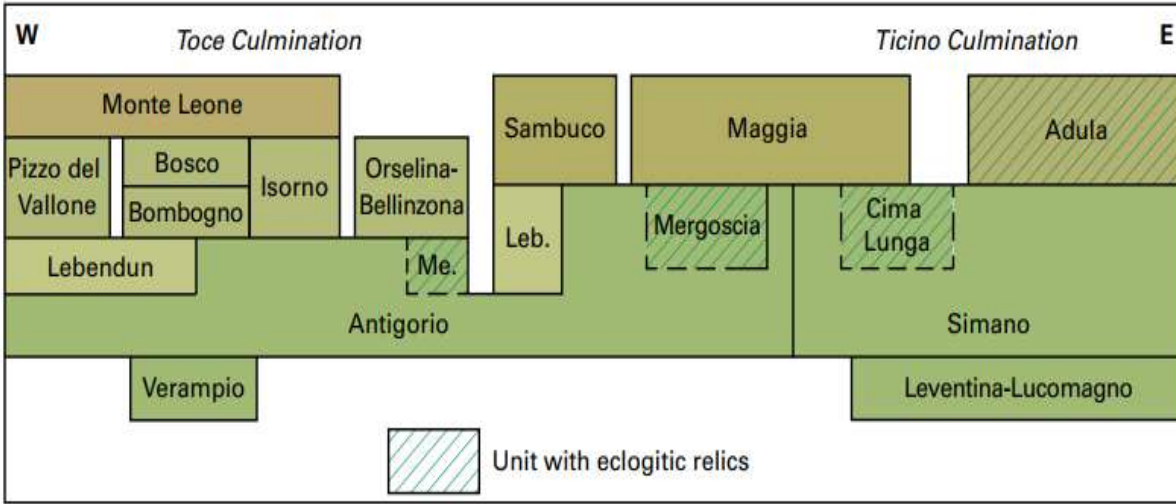 W
Toce Culmination
Ticino Culmination
E
Monte Leone
Sambuco
Maggia
Adula
Pizzo del
Vallone
Bosco
Bombogno
Isorno
Orselina-
Bellinzona
Lebendun
Me.
Leb.
Mergoscia
Cima
Lunga
Antigorio
Simano
Verampio
Leventina-Lucomagno
Unit with eclogitic relics